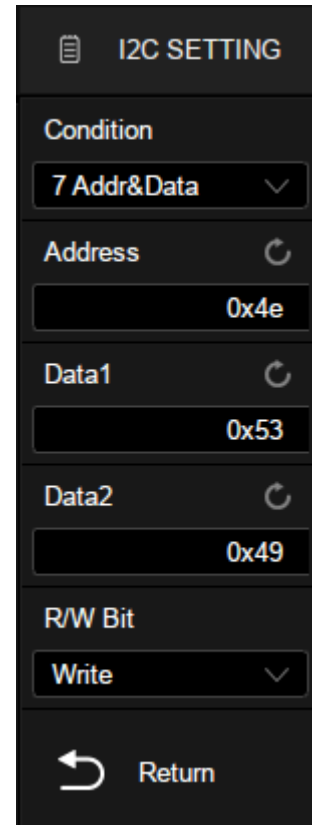 I2C SETTING
Condition
7 Addr&Data
Address
0x4e
Data1
0x53
Data2
0x49
R/W Bit
Write
Return